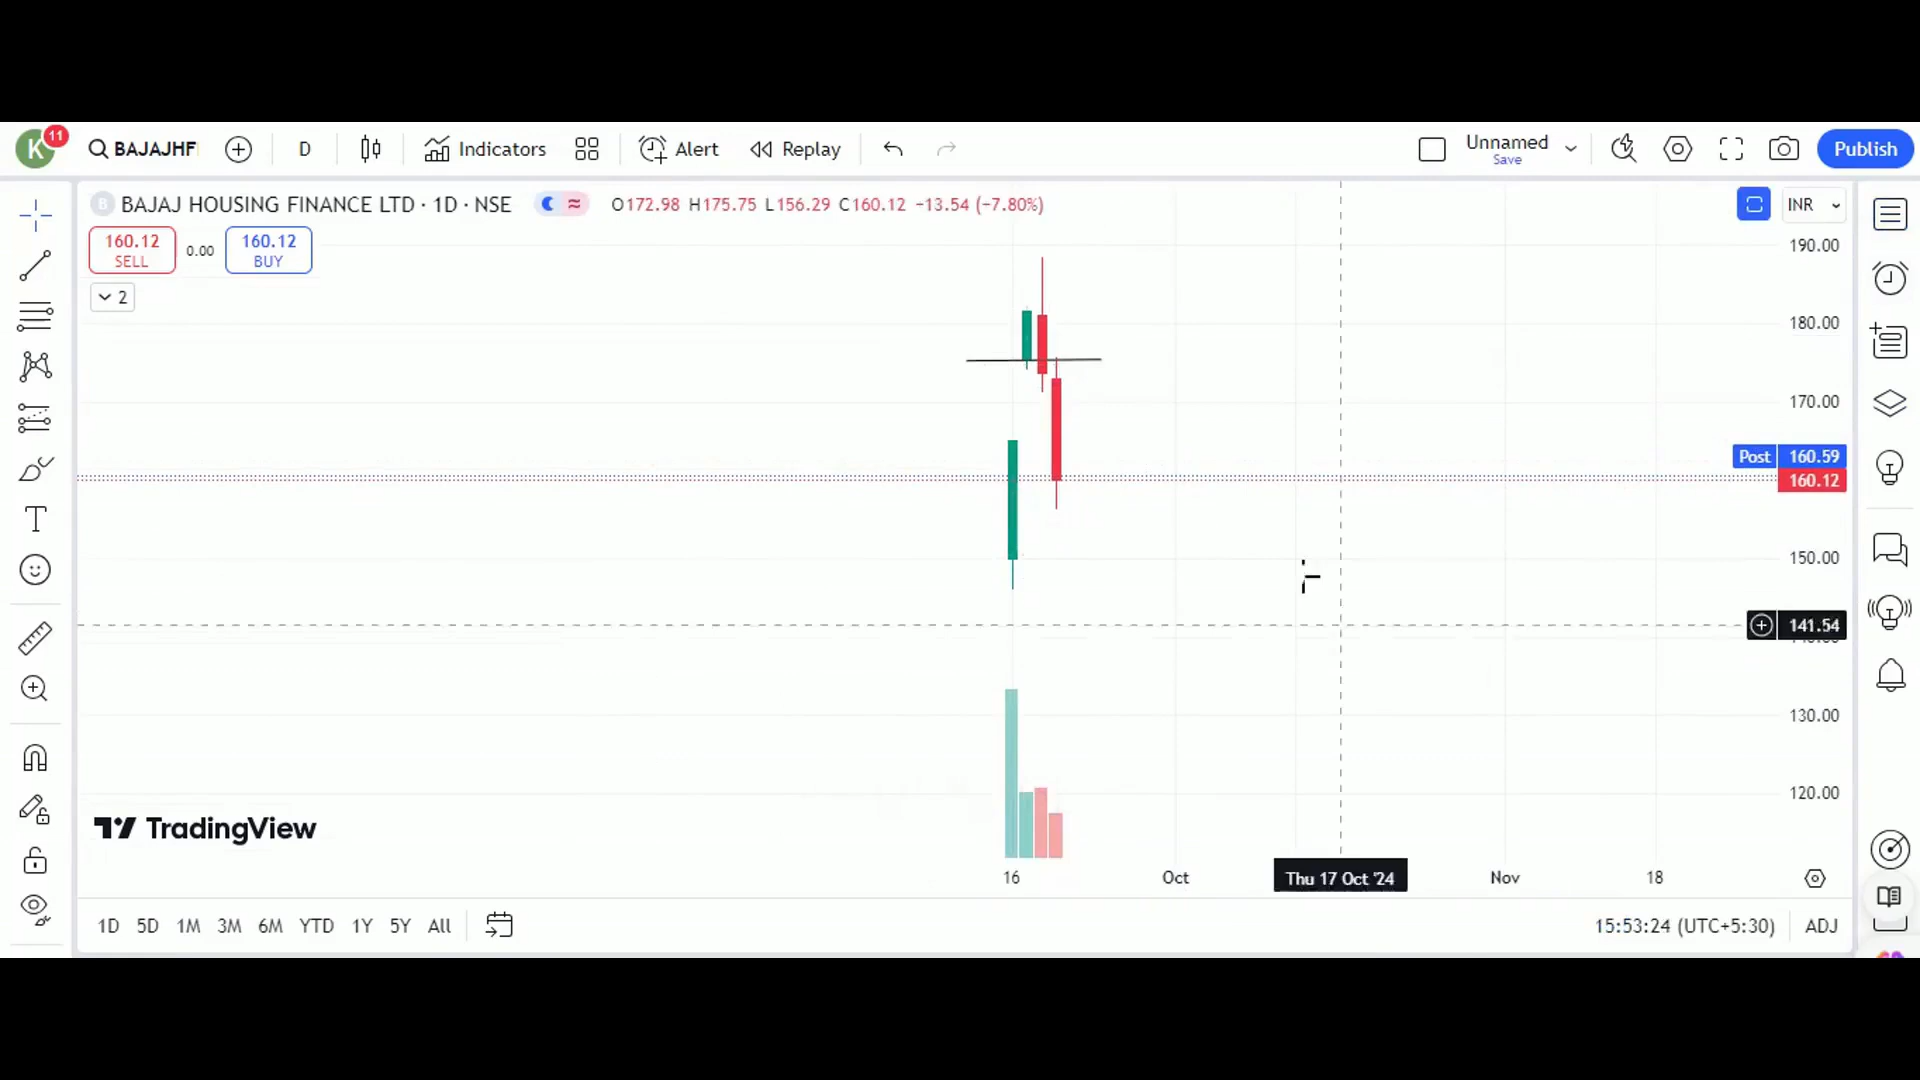 K 11 BAJAJHF D Indicators Alert Replay Unnamed Save Publish
B BAJAJ HOUSING FINANCE LTD · 1D · NSE O172.98 H175.75 L156.29 C160.12 −13.54 (−7.80%) INR
160.12 SELL 0.00 160.12 BUY
2
190.00
180.00
170.00
Post 160.59
160.12
150.00
141.54
130.00
120.00
TradingView
16 Oct Thu 17 Oct '24 Nov 18
1D 5D 1M 3M 6M YTD 1Y 5Y All 15:53:24 (UTC+5:30) ADJ